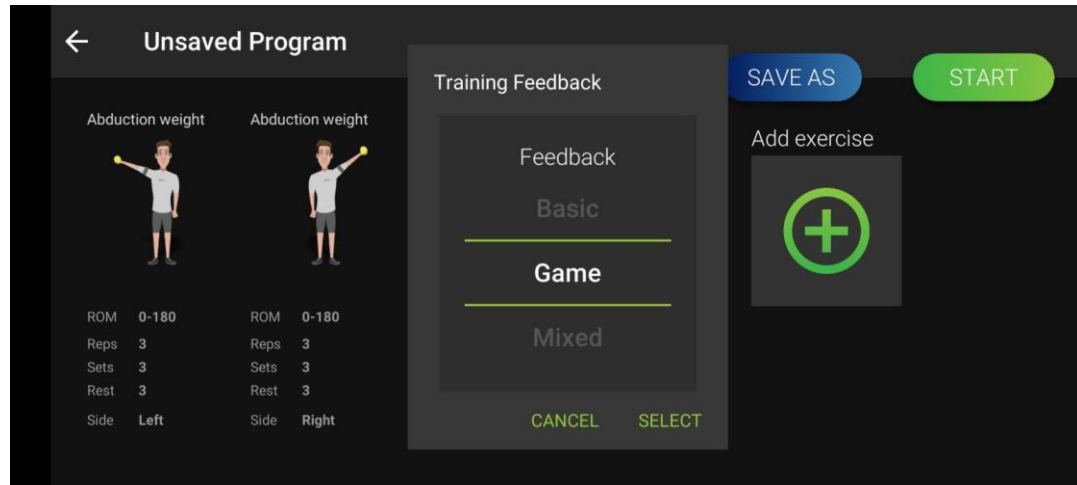 Unsaved Program
SAVE AS
START
Training Feedback
Feedback
Basic
Game
Mixed
CANCEL SELECT
Abduction weight
ROM 0-180
Reps 3
Sets 3
Rest 3
Side Left
Abduction weight
ROM 0-180
Reps 3
Sets 3
Rest 3
Side Right
Add exercise